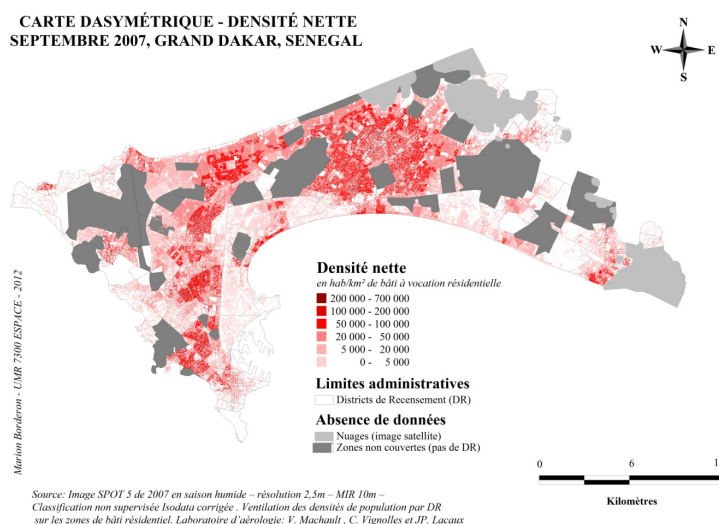 CARTE DASYMÉTRIQUE - DENSITÉ NETTE
SEPTEMBRE 2007, GRAND DAKAR, SENEGAL
N
W E
S
Densité nette
en hab/km² de bâti à vocation résidentielle
200 000 - 700 000
100 000 - 200 000
50 000 - 100 000
20 000 - 50 000
5 000 - 20 000
0 - 5 000
Limites administratives
Districts de Recensement (DR)
Absence de données
Nuages (image satellite)
Zones non couvertes (pas de DR)
Marion Borderon - UMR 7300 ESPACE - 2012
0 6 1
Kilomètres
Source: Image SPOT 5 de 2007 en saison humide – résolution 2,5m – MIR 10m –
Classification non supervisée Isodata corrigée . Ventilation des densités de population par DR
sur les zones de bâti résidentiel. Laboratoire d'aérologie: V. Machault , C. Vignolles et JP. Lacaux